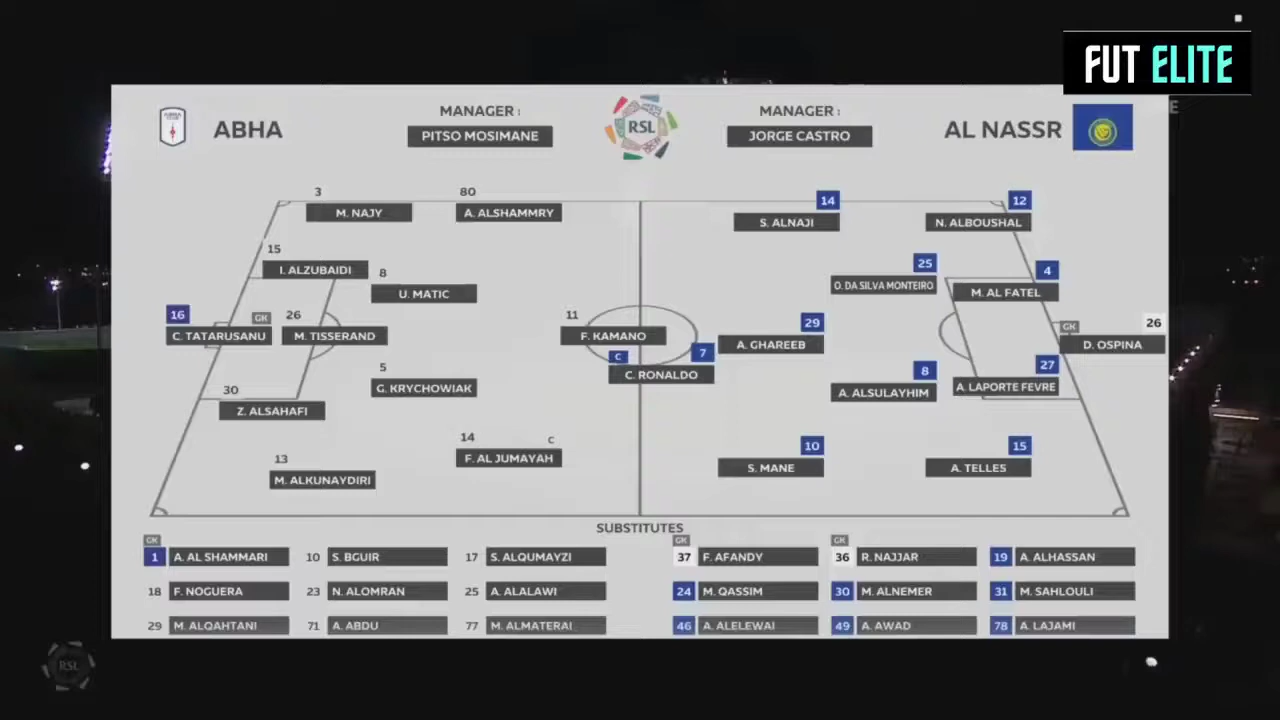 FUT ELITE
MANAGER :
MANAGER :
ABHA
PITSO MOSIMANE
RSL
JORGE CASTRO
AL NASSR
3
M. NAJY
80
A. ALSHAMMRY
14
S. ALNAJI
12
N. ALBOUSHAL
15
I. ALZUBAIDI
8
U. MATIC
25
O. DA SILVA MONTEIRO
4
M. AL FATEL
16
GK
C. TATARUSANU
26
M. TISSERAND
11
F. KAMANO
C
7
C. RONALDO
29
A. GHAREEB
GK
26
D. OSPINA
30
Z. ALSAHAFI
5
G. KRYCHOWIAK
8
A. ALSULAYHIM
27
A. LAPORTE FEVRE
13
M. ALKUNAYDIRI
14
C
F. AL JUMAYAH
10
S. MANE
15
A. TELLES
SUBSTITUTES
GK
GK
GK
1 A. AL SHAMMARI 10 S. BGUIR 17 S. ALQUMAYZI 37 F. AFANDY 36 R. NAJJAR 19 A. ALHASSAN
18 F. NOGUERA 23 N. ALOMRAN 25 A. ALALAWI 24 M. QASSIM 30 M. ALNEMER 31 M. SAHLOULI
29 M. ALQAHTANI 71 A. ABDU 77 M. ALMATERAI 46 A. ALELEWAI 49 A. AWAD 78 A. LAJAMI
RSL